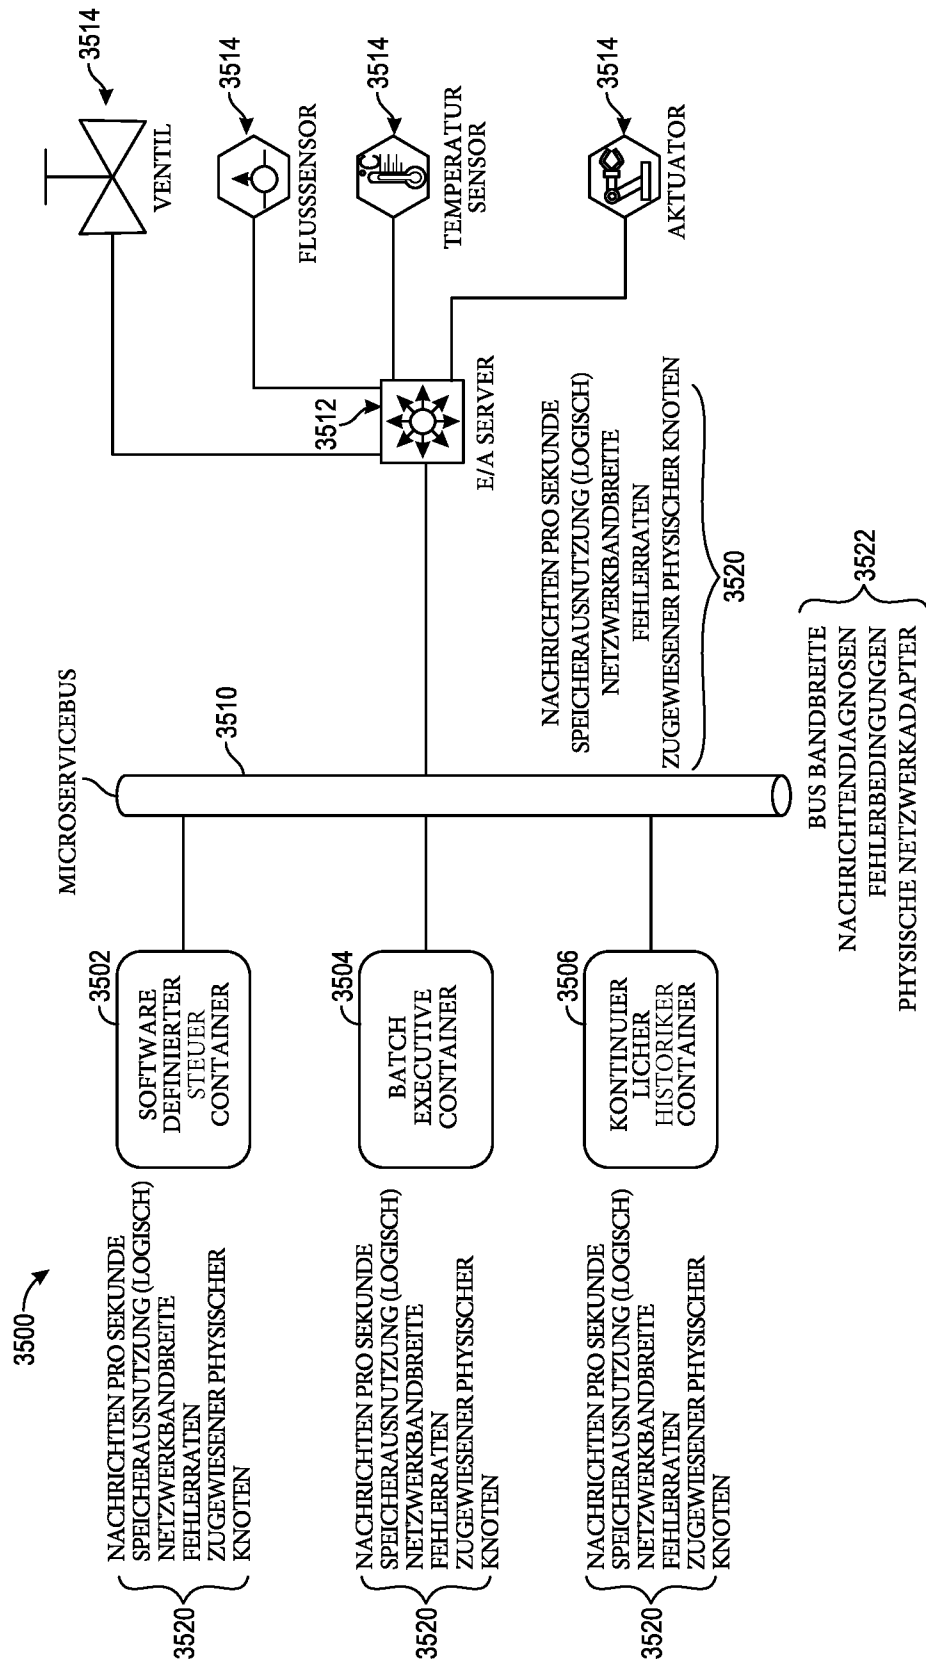 3500
3520
NACHRICHTEN PRO SEKUNDE
SPEICHERAUSNUTZUNG (LOGISCH)
NETZWERKBANDBREITE
FEHLERRATEN
ZUGEWIESENER PHYSISCHER
KNOTEN
3502
SOFTWARE
DEFINIERTER
STEUER
CONTAINER
3520
NACHRICHTEN PRO SEKUNDE
SPEICHERAUSNUTZUNG (LOGISCH)
NETZWERKBANDBREITE
FEHLERRATEN
ZUGEWIESENER PHYSISCHER
KNOTEN
3504
BATCH
EXECUTIVE
CONTAINER
3520
NACHRICHTEN PRO SEKUNDE
SPEICHERAUSNUTZUNG (LOGISCH)
NETZWERKBANDBREITE
FEHLERRATEN
ZUGEWIESENER PHYSISCHER
KNOTEN
3506
KONTINUIER
LICHER
HISTORIKER
CONTAINER
MICROSERVICEBUS
3510
BUS BANDBREITE
NACHRICHTENDIAGNOSEN
FEHLERBEDINGUNGEN
PHYSISCHE NETZWERKADAPTER
3522
3512
E/A SERVER
NACHRICHTEN PRO SEKUNDE
SPEICHERAUSNUTZUNG (LOGISCH)
NETZWERKBANDBREITE
FEHLERRATEN
ZUGEWIESENER PHYSISCHER KNOTEN
3520
3514
VENTIL
3514
FLUSSSENSOR
3514
°C
TEMPERATUR
SENSOR
3514
AKTUATOR